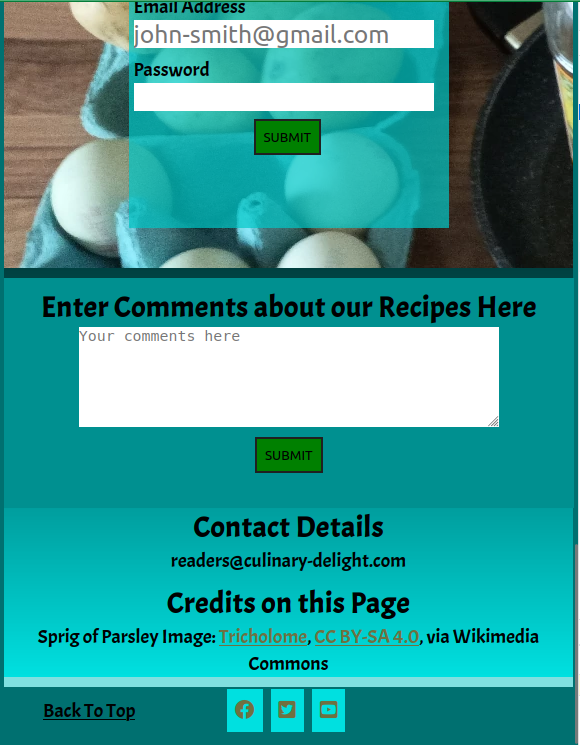 Email Address
john-smith@gmail.com
Password
SUBMIT
Enter Comments about our Recipes Here
Your comments here
SUBMIT
Contact Details
readers@culinary-delight.com
Credits on this Page
Sprig of Parsley Image: Tricholome, CC BY-SA 4.0, via Wikimedia
Commons
Back To Top